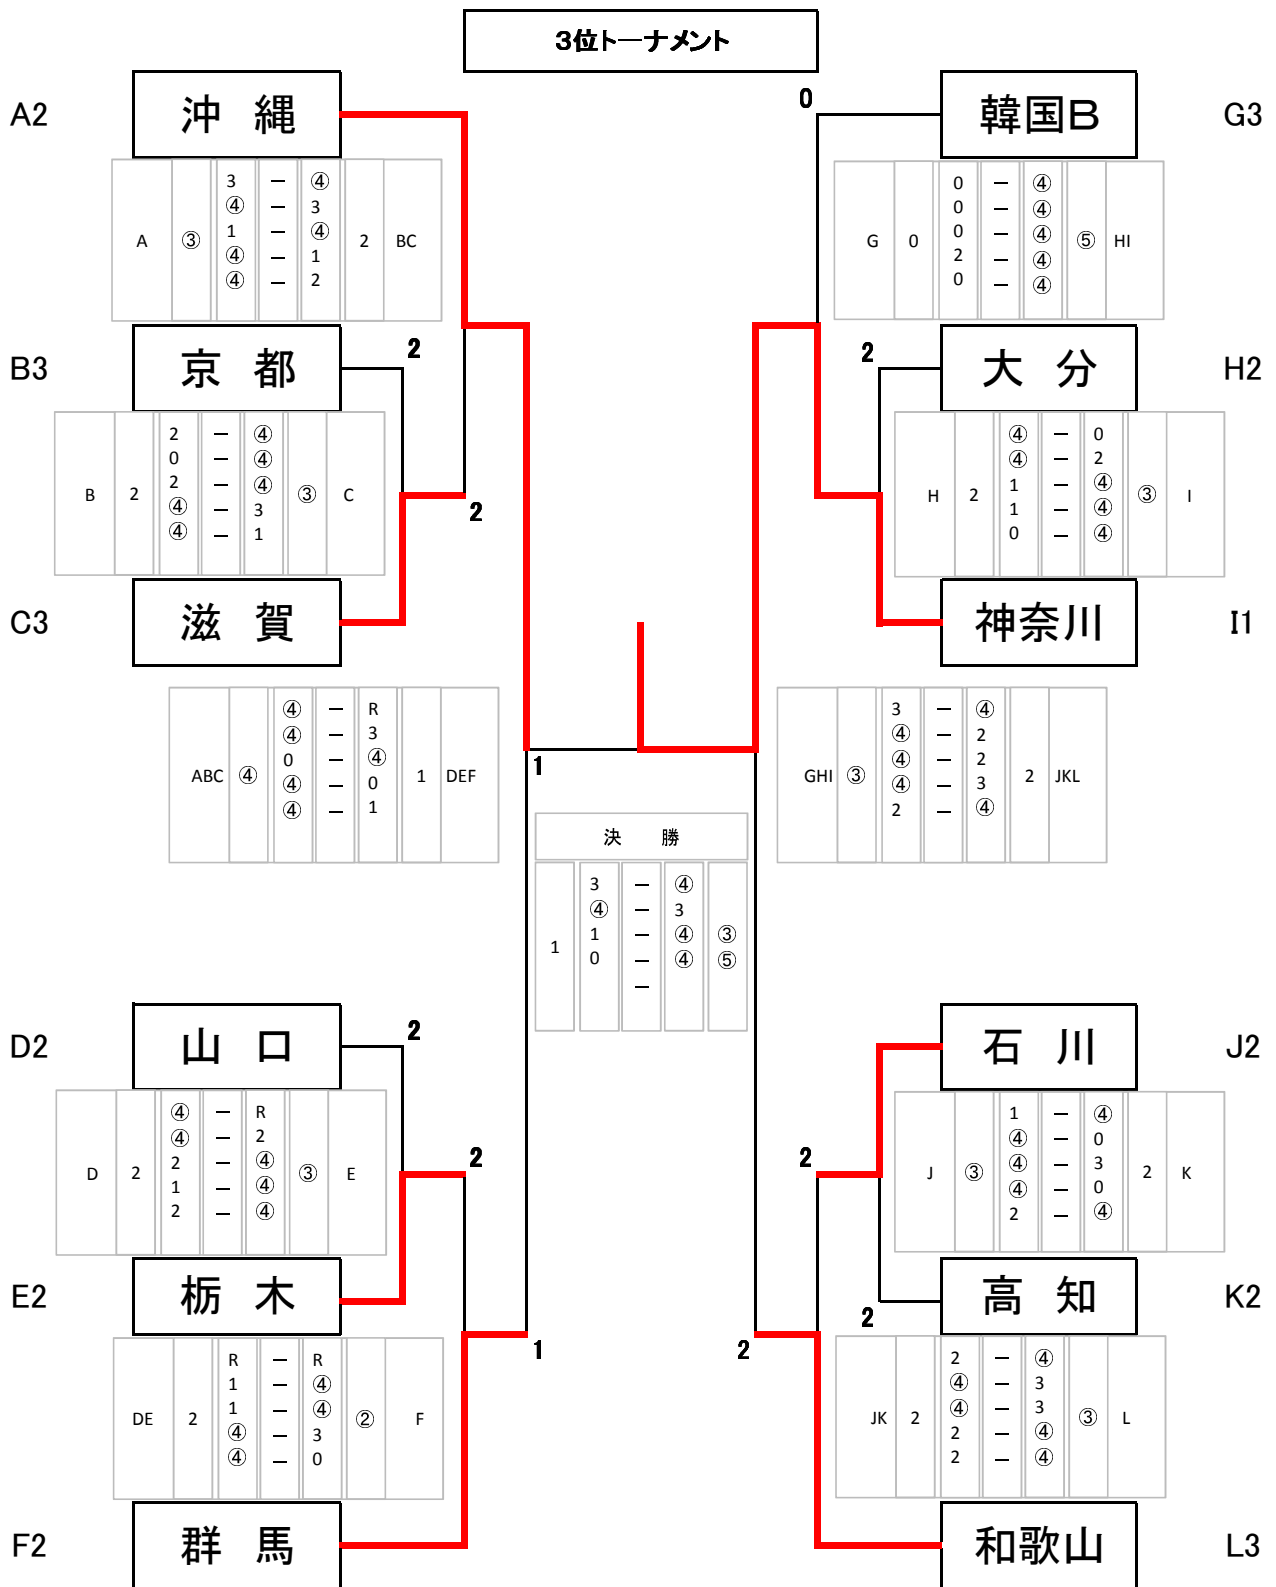 3位トーナメント
A2
沖 縄
3 — ④
④ — 3
A ③ 1 — ④ 2 BC
④ — 1
④ — 2
B3
京 都
2
2 — ④
0 — ④
B 2 2 — ④ ③ C
④ — 3
④ — 1
2
C3
滋 賀
④ — R
④ — 3
ABC ④ 0 — ④ 1 DEF
④ — 0
④ — 1
D2
山 口
2
④ — R
④ — 2
D 2 2 — ④ ③ E
1 — ④
2 — ④
2
E2
栃 木
R — R
1 — ④
DE 2 1 — ④ ② F
④ — 3
④ — 0
1
F2
群 馬
1
決 勝
3 — ④
④ — 3
1 1 — ④ ③
0 — ④ ⑤
—
0
韓国B
G3
0 — ④
0 — ④
G 0 0 — ④ ⑤ HI
2 — ④
0 — ④
2
大 分
H2
④ — 0
④ — 2
H 2 1 — ④ ③ I
1 — ④
0 — ④
神奈川
I1
3 — ④
④ — 2
GHI ③ ④ — 2 2 JKL
④ — 3
2 — ④
石 川
J2
1 — ④
④ — 0
J ③ ④ — 3 2 K
④ — 0
2 — ④
2
高 知
K2
2
2 — ④
④ — 3
JK 2 ④ — 3 ③ L
2 — ④
2 — ④
2
和歌山
L3